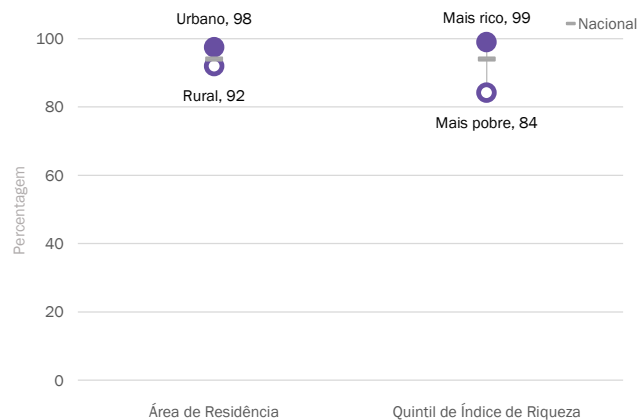 Urbano, 98
Mais rico, 99
Nacional
100
Rural, 92
80
Mais pobre, 84
Percentagem
60
40
20
0
Área de Residência
Quintil de Índice de Riqueza